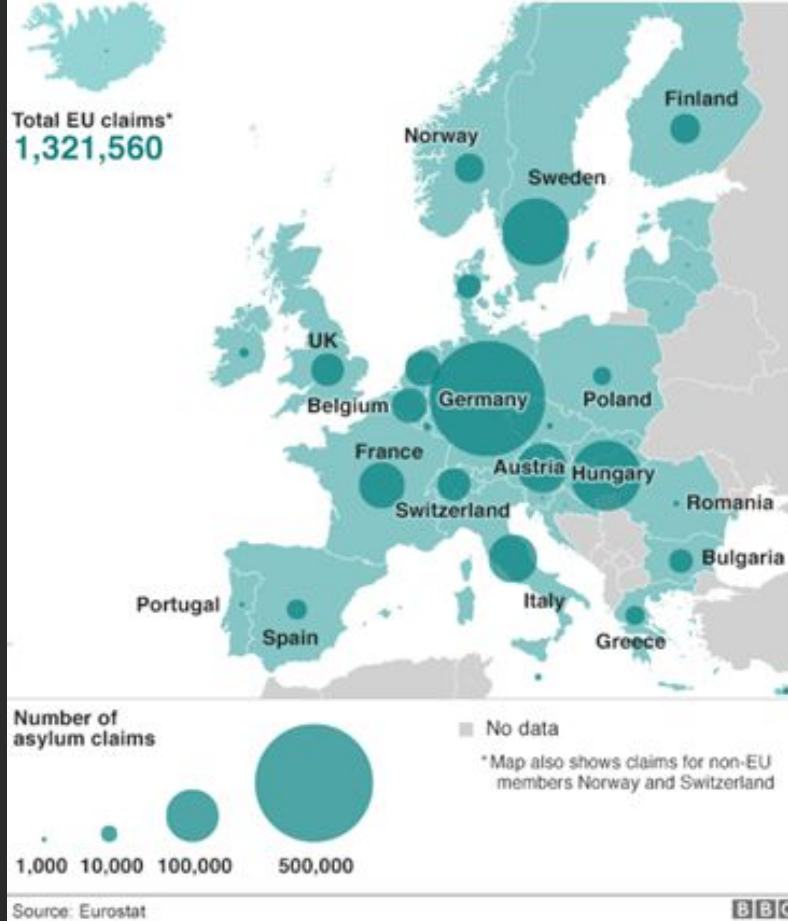 Total EU claims*
1,321,560
Finland
Norway
Sweden
UK
Belgium
Germany
Poland
France
Austria
Hungary
Switzerland
Romania
Bulgaria
Portugal
Italy
Spain
Greece
Number of
asylum claims
No data
*Map also shows claims for non-EU
members Norway and Switzerland
1,000 10,000 100,000 500,000
Source: Eurostat
BBC